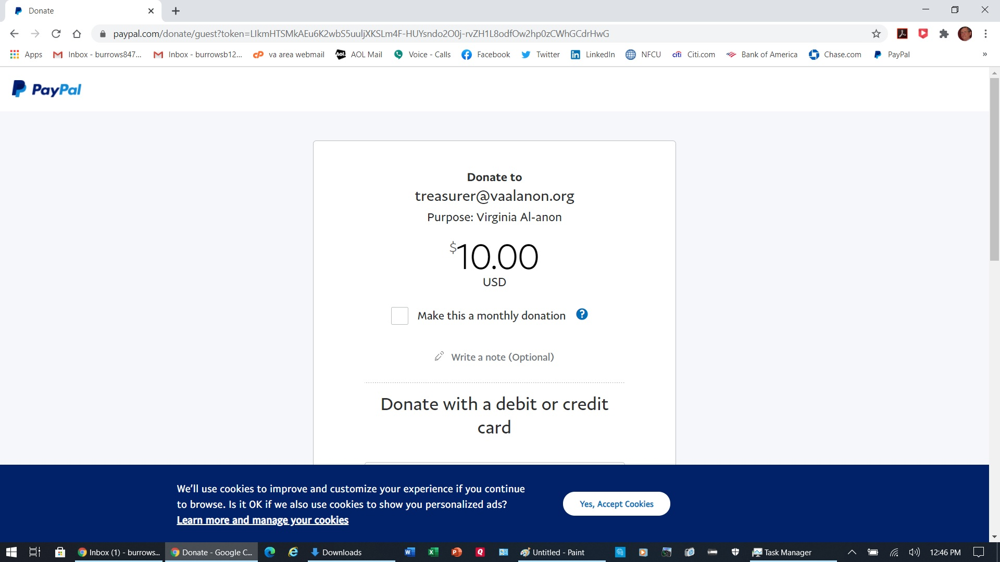 Donate
paypal.com/donate/guest?token=LIkmHTSMkAEu6K2wbS5uuljXKSLm4F-HUYsndo2O0j-rvZH1L8odfOw2hp0zCWhGCdrHwG
Apps Inbox - burrows847... Inbox - burrowsb12... va area webmail AOL Mail Voice - Calls Facebook Twitter LinkedIn NFCU Citi.com Bank of America Chase.com PayPal »
PayPal
Donate to
treasurer@vaalanon.org
Purpose: Virginia Al-anon
$10.00
USD
Make this a monthly donation ?
Write a note (Optional)
Donate with a debit or credit
card
We'll use cookies to improve and customize your experience if you continue
to browse. Is it OK if we also use cookies to show you personalized ads?
Learn more and manage your cookies
Yes, Accept Cookies
Inbox (1) - burrows... Donate - Google C... Downloads Untitled - Paint Task Manager 12:46 PM